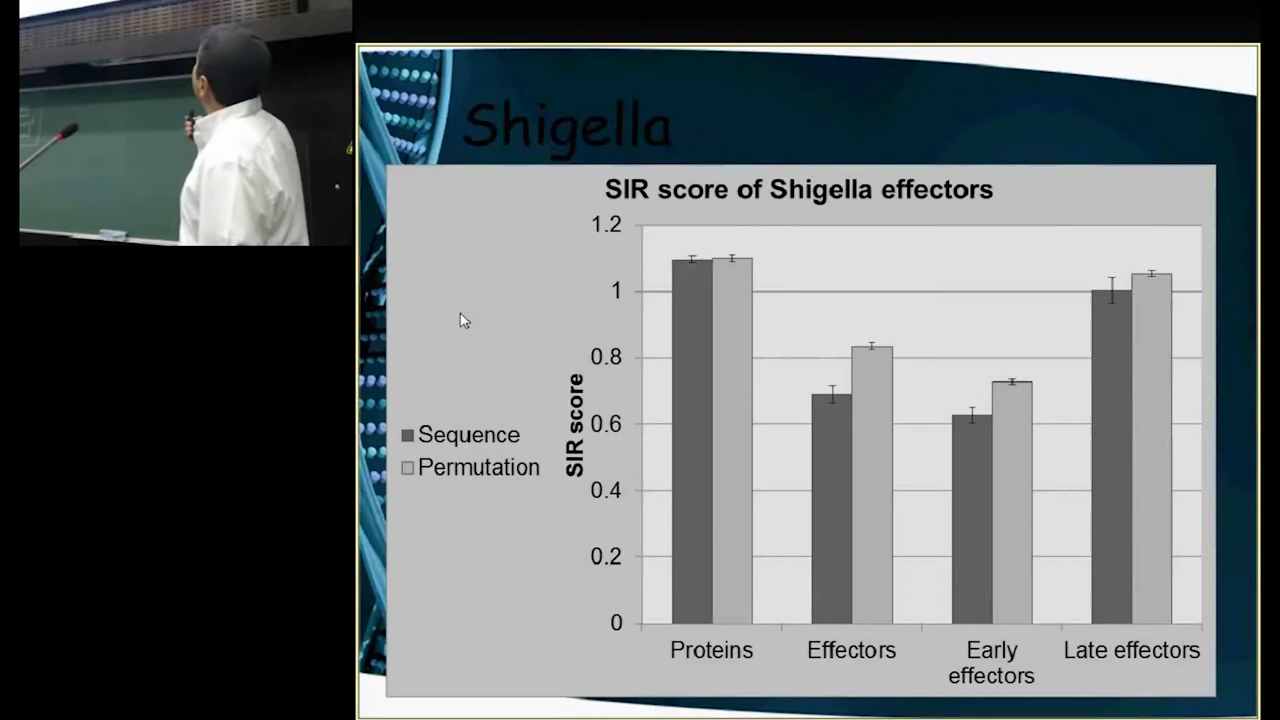 Shigella
SIR score of Shigella effectors
1.2
1
0.8
0.6
0.4
0.2
0
SIR score
Sequence
Permutation
Proteins
Effectors
Early
effectors
Late effectors